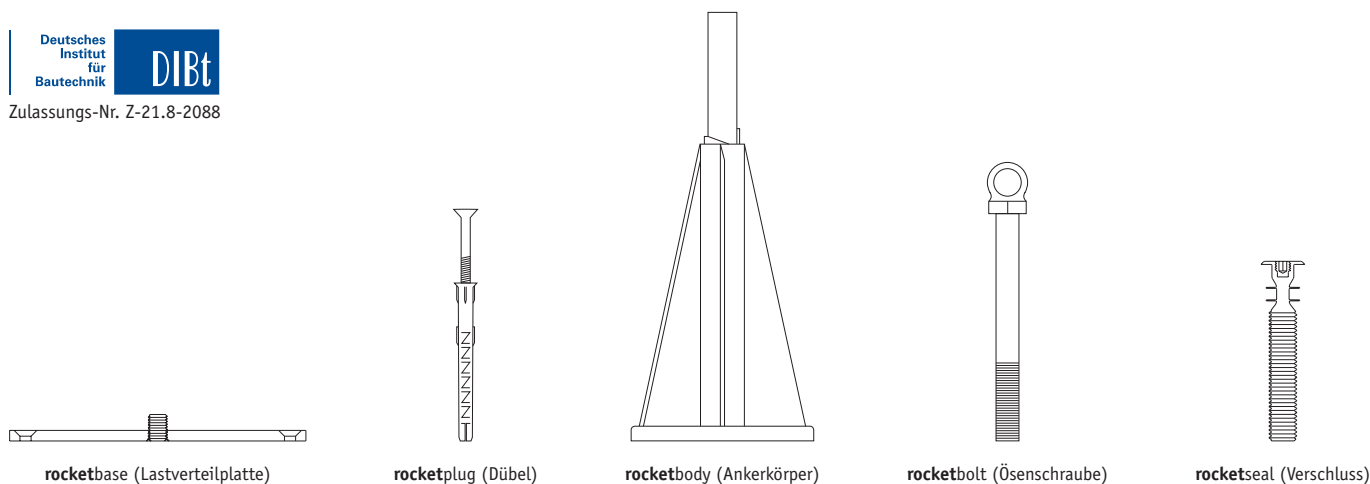 Deutsches
Institut
für
Bautechnik
DIBt
Zulassungs-Nr. Z-21.8-2088
rocketbase (Lastverteilplatte)
rocketplug (Dübel)
rocketbody (Ankerkörper)
rocketbolt (Ösenschraube)
rocketseal (Verschluss)